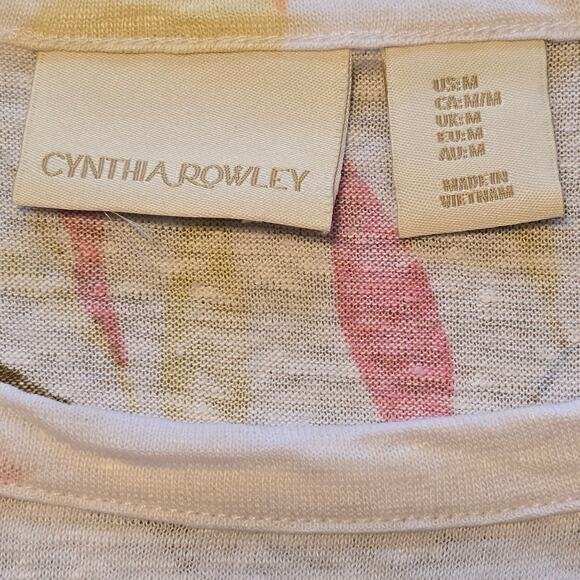 CYNTHIA ROWLEY
US:M
CA:M/M
UK:M
EU:M
AU:M
MADE IN
VIETNAM